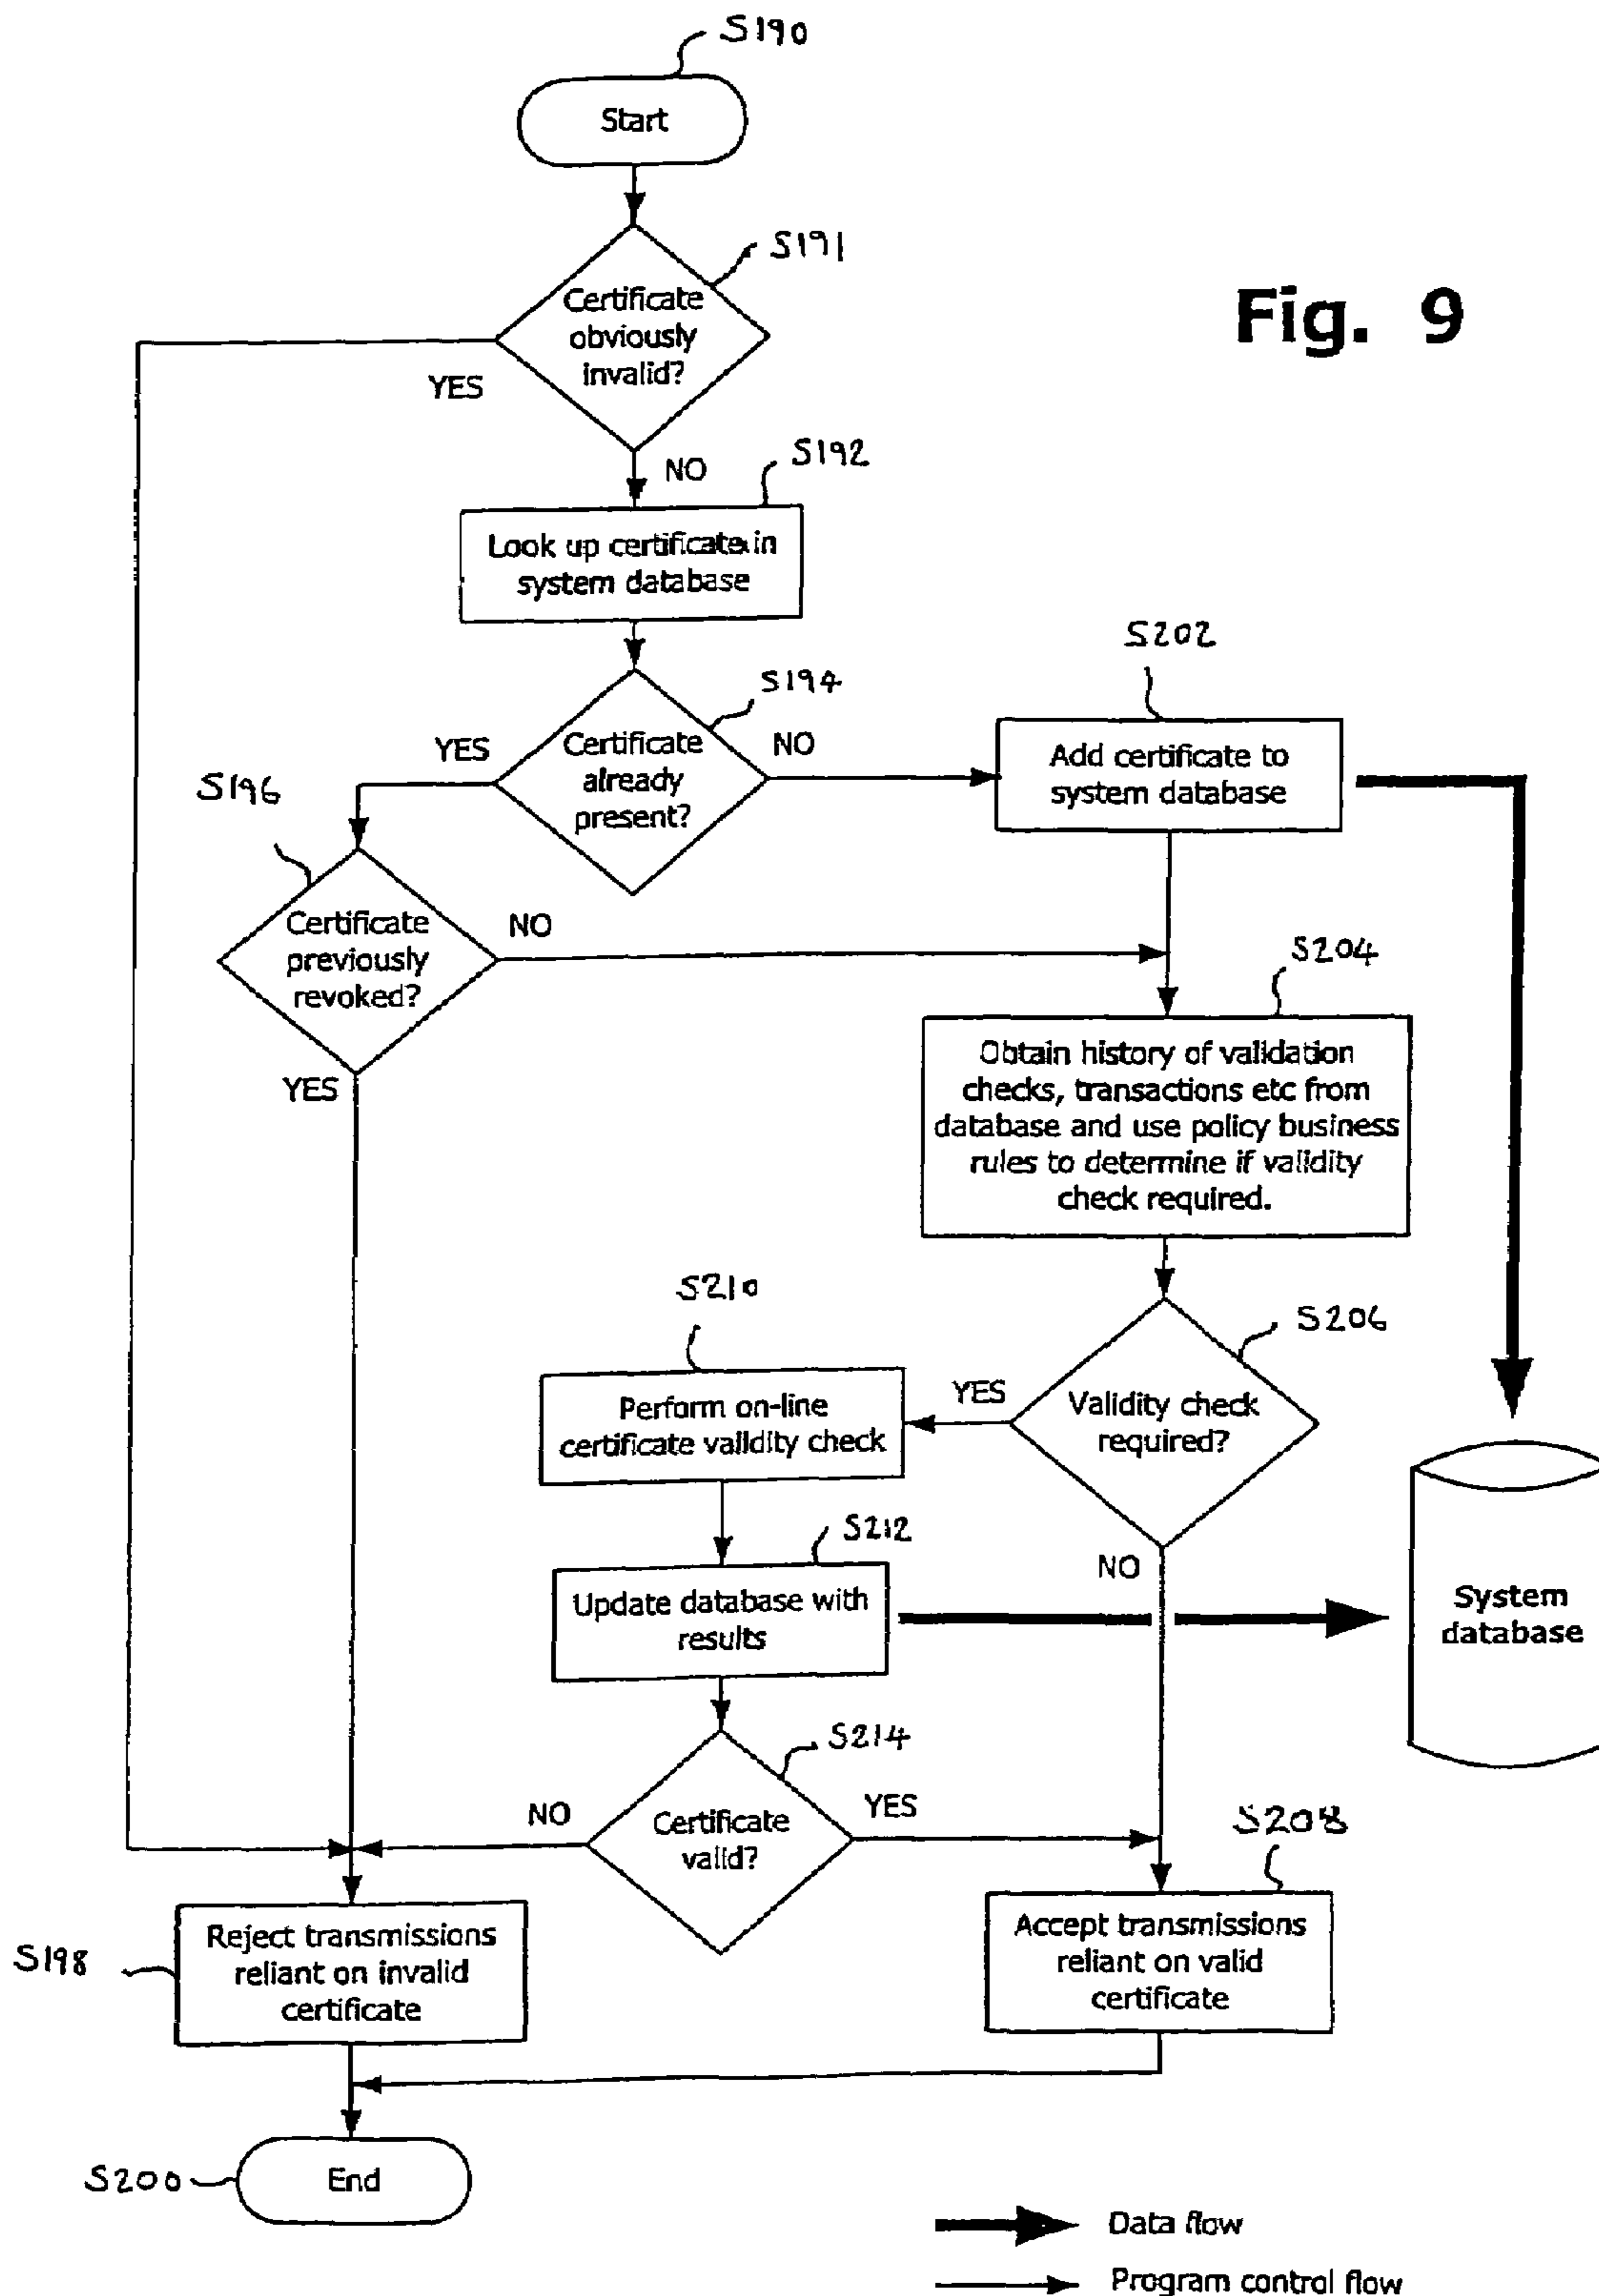 S190
Start
S191
Certificate
obviously
invalid?
Fig. 9
YES
NO
S192
Look up certificate in
system database
S202
S194
Certificate
already
present?
YES
NO
Add certificate to
system database
S196
Certificate
previously
revoked?
NO
YES
S204
Obtain history of validation
checks, transactions etc from
database and use policy business
rules to determine if validity
check required.
S210
S206
Perform on-line
certificate validity check
YES
Validity check
required?
NO
S212
Update database with
results
System
database
S214
NO
Certificate
valid?
YES
S208
S198
Reject transmissions
reliant on invalid
certificate
Accept transmissions
reliant on valid
certificate
S200
End
Data flow
Program control flow